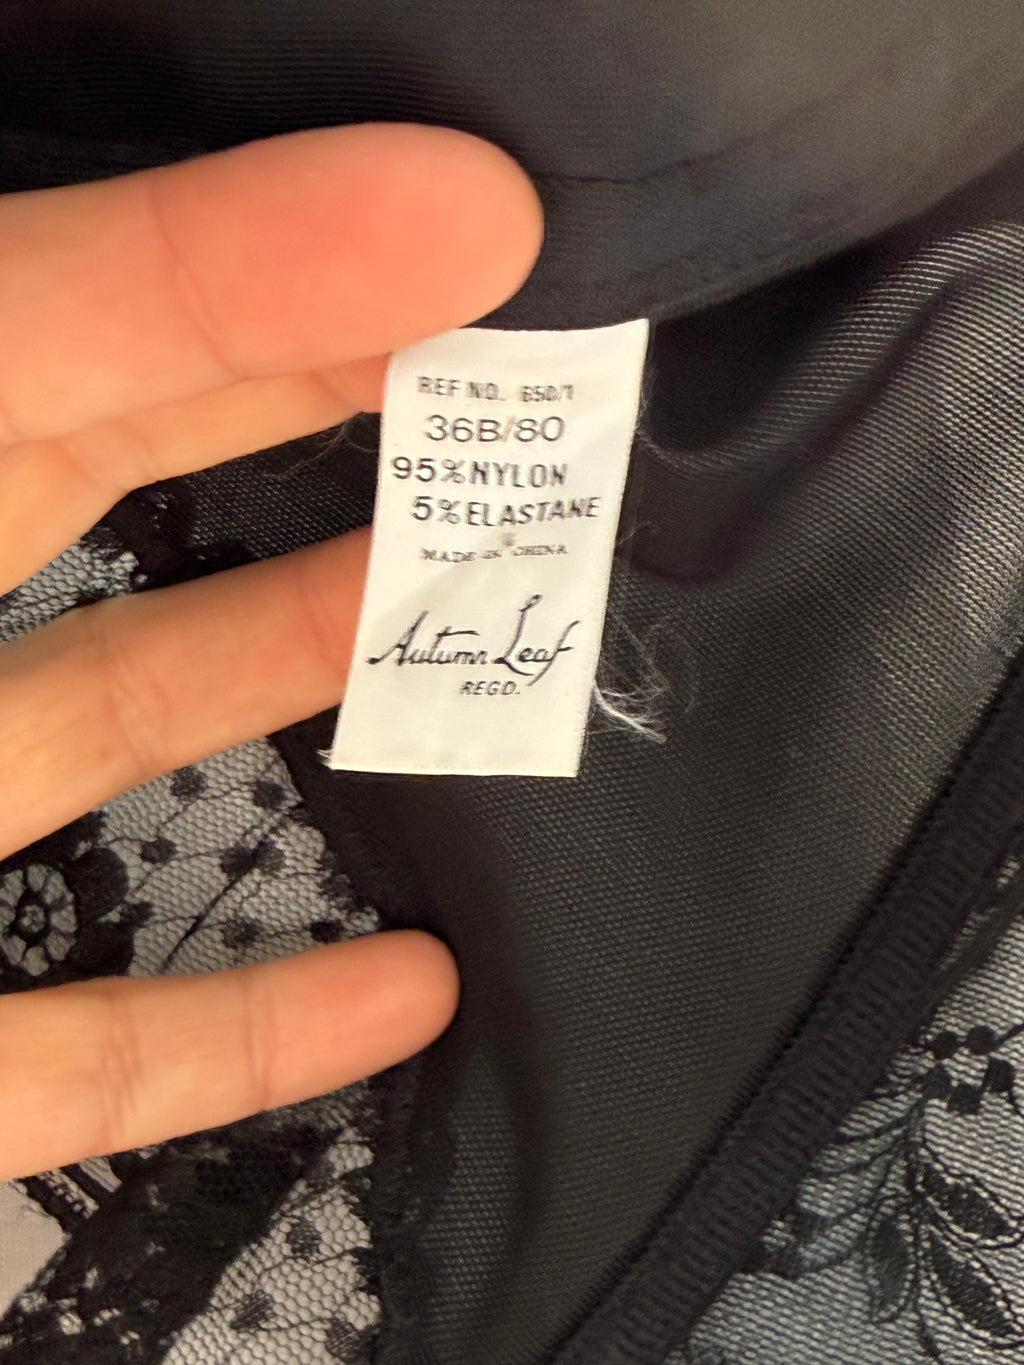 REF NO. 650/1
36B/80
95%NYLON
5%ELASTANE
MADE IN CHINA
Autumn Leaf
REGD.